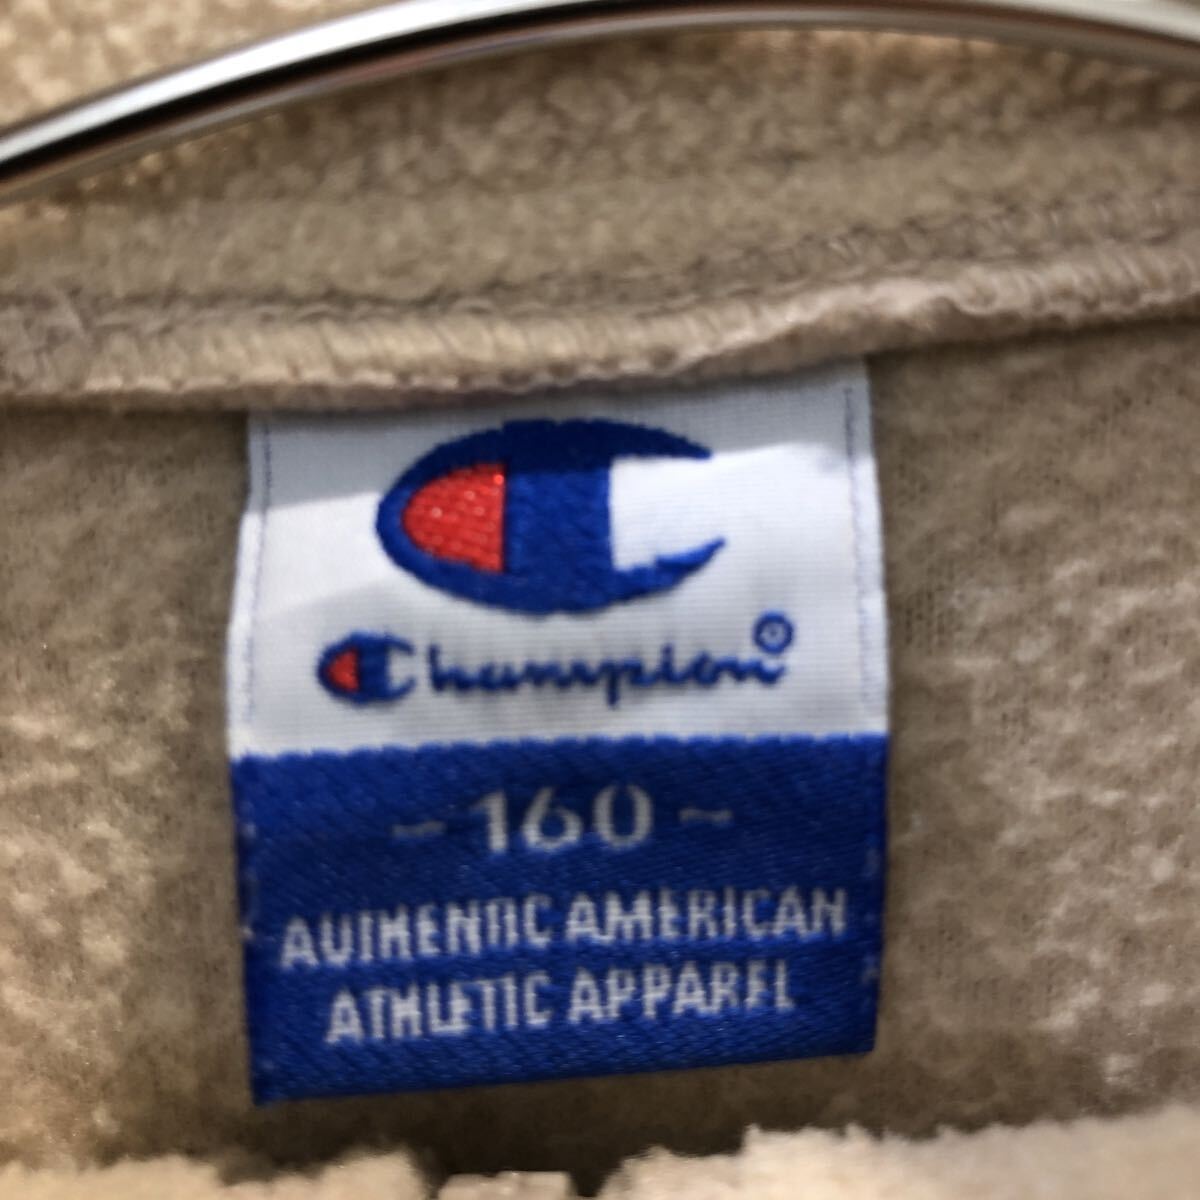 Champion®
- 160 -
AUTHENTIC AMERICAN
ATHLETIC APPAREL